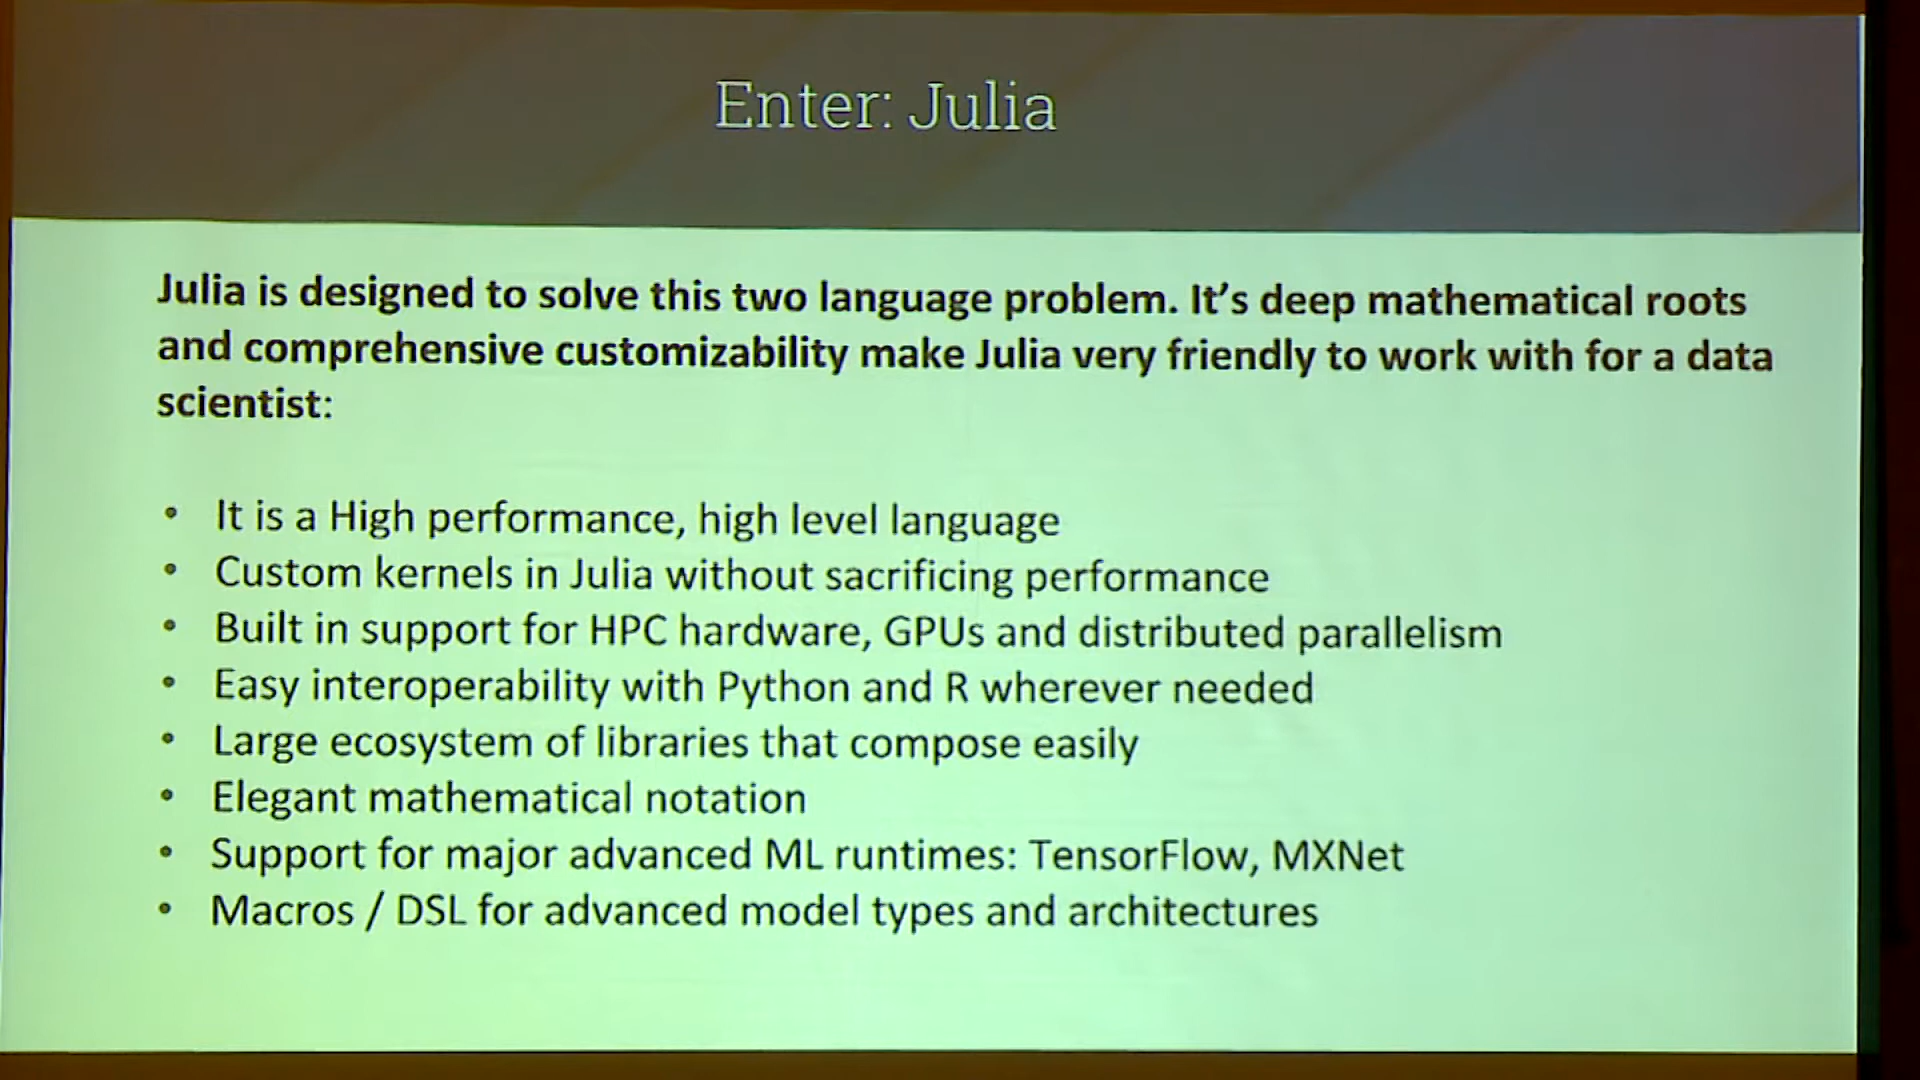 Enter: Julia
Julia is designed to solve this two language problem. It’s deep mathematical roots
and comprehensive customizability make Julia very friendly to work with for a data
scientist:
• It is a High performance, high level language
• Custom kernels in Julia without sacrificing performance
• Built in support for HPC hardware, GPUs and distributed parallelism
• Easy interoperability with Python and R wherever needed
• Large ecosystem of libraries that compose easily
• Elegant mathematical notation
• Support for major advanced ML runtimes: TensorFlow, MXNet
• Macros / DSL for advanced model types and architectures